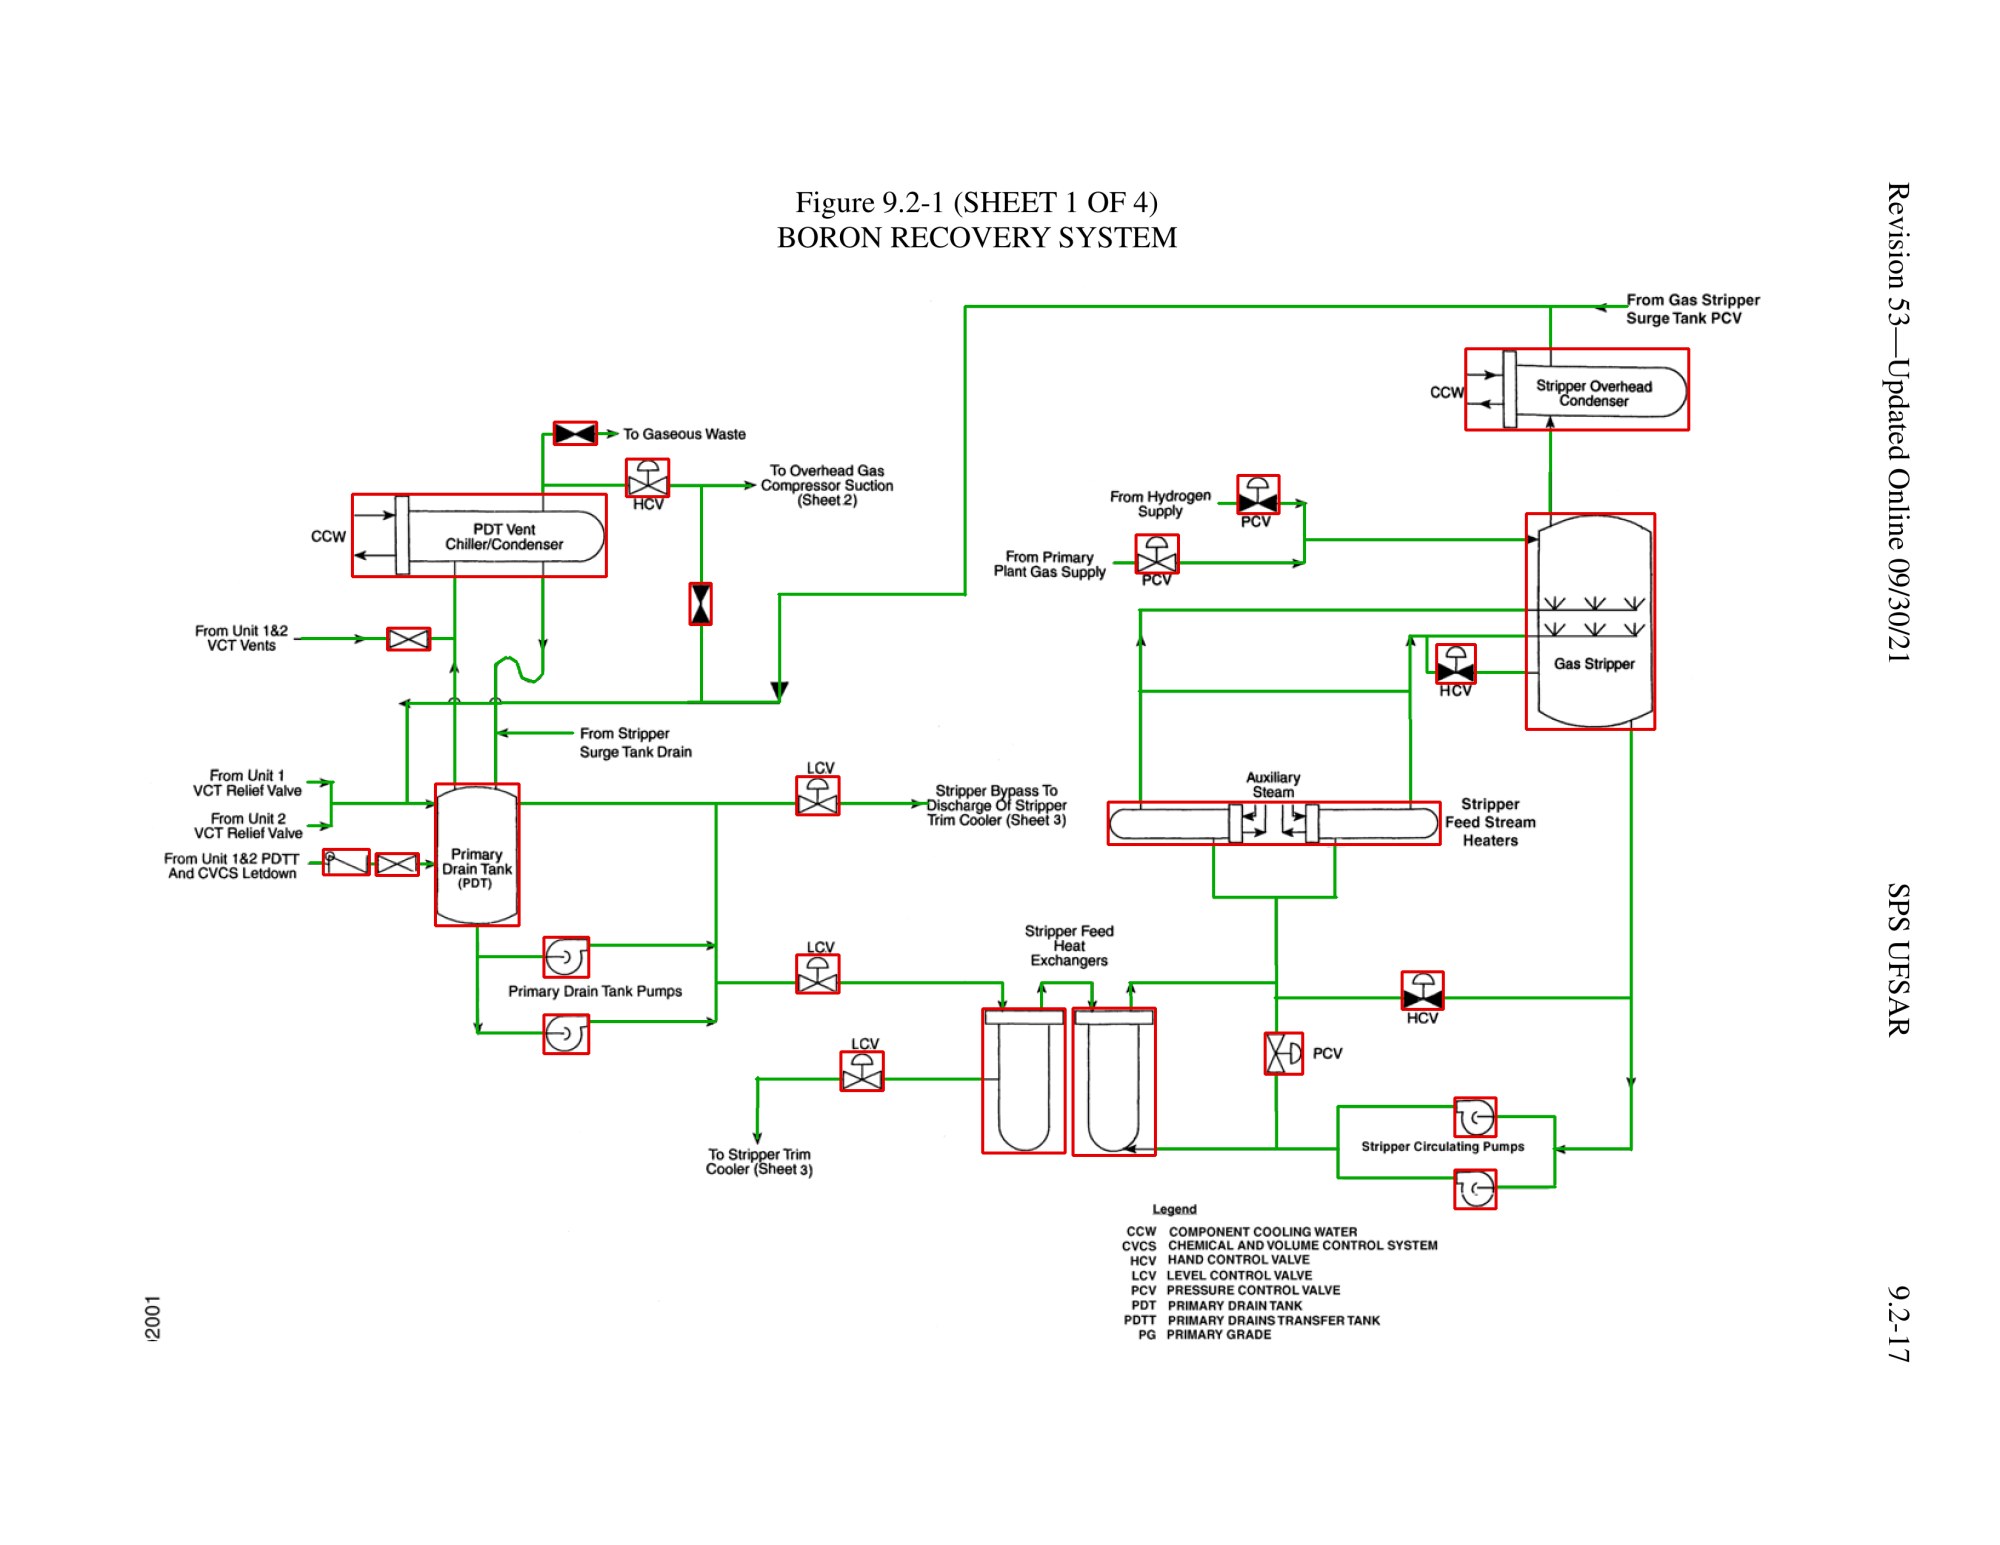 Figure 9.2-1 (SHEET 1 OF 4)
BORON RECOVERY SYSTEM
Revision 53—Updated Online 09/30/21
SPS UFSAR
9.2-17
From Gas Stripper
Surge Tank PCV
CCW
Stripper Overhead
Condenser
To Gaseous Waste
To Overhead Gas
Compressor Suction
(Sheet 2)
HCV
CCW
PDT Vent
Chiller/Condenser
From Hydrogen
Supply
PCV
From Primary
Plant Gas Supply
PCV
From Unit 1&2
VCT Vents
Gas Stripper
HCV
From Stripper
Surge Tank Drain
From Unit 1
VCT Relief Valve
From Unit 2
VCT Relief Valve
From Unit 1&2 PDTT
And CVCS Letdown
Primary
Drain Tank
(PDT)
LCV
Stripper Bypass To
Discharge Of Stripper
Trim Cooler (Sheet 3)
Auxiliary
Steam
Stripper
Feed Stream
Heaters
Primary Drain Tank Pumps
LCV
Stripper Feed
Heat
Exchangers
HCV
LCV
PCV
To Stripper Trim
Cooler (Sheet 3)
Stripper Circulating Pumps
Legend
CCW COMPONENT COOLING WATER
CVCS CHEMICAL AND VOLUME CONTROL SYSTEM
HCV HAND CONTROL VALVE
LCV LEVEL CONTROL VALVE
PCV PRESSURE CONTROL VALVE
PDT PRIMARY DRAIN TANK
PDTT PRIMARY DRAINS TRANSFER TANK
PG PRIMARY GRADE